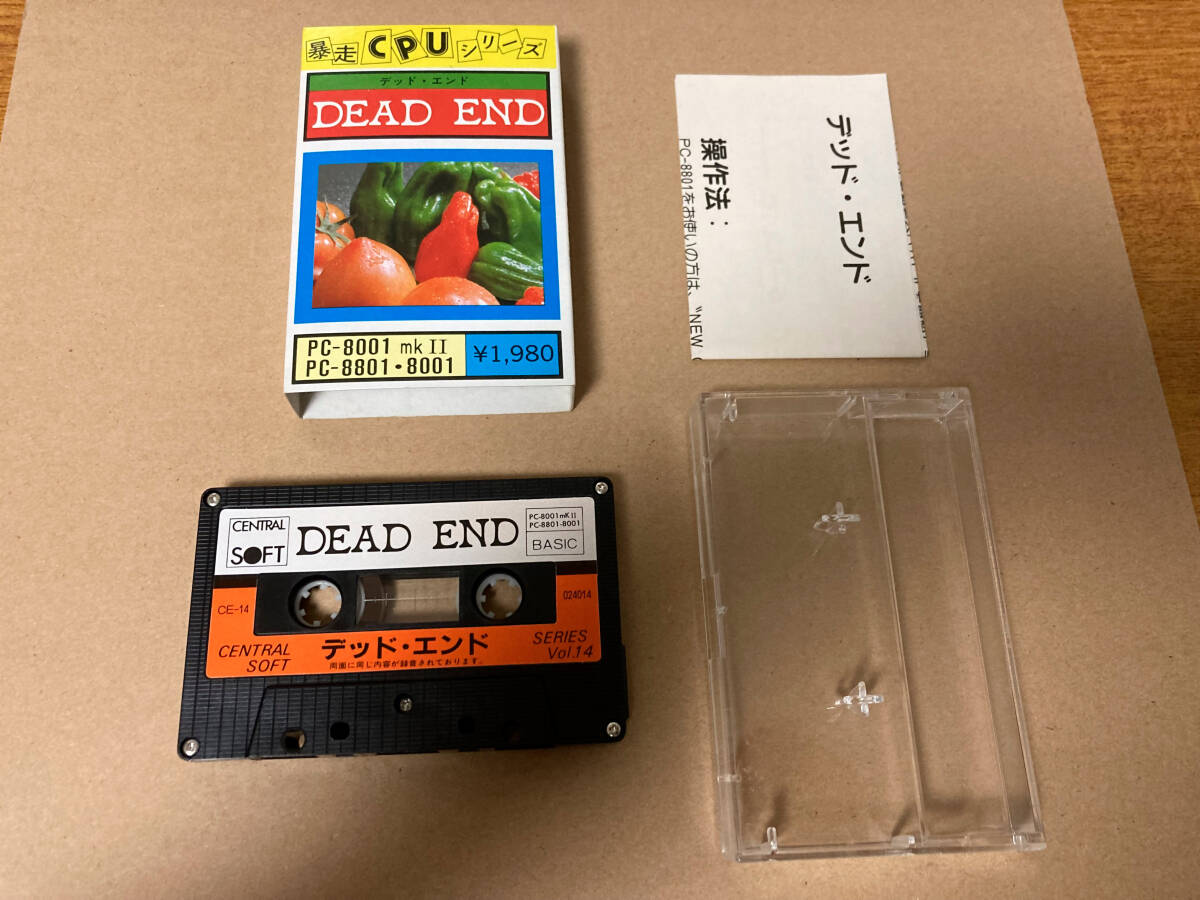 暴走CPUシリーズ
デッド・エンド
DEAD END
PC-8001 mkII
PC-8801・8001
¥1,980
デッド・エンド
操作法:
PC-8801をお使いの方は、“NEW
CENTRAL
SOFT
DEAD END
PC-8001mkII
PC-8801・8001
BASIC
CE-14
024014
CENTRAL
SOFT
デッド・エンド
両面に同じ内容が録音されております。
SERIES
Vol.14